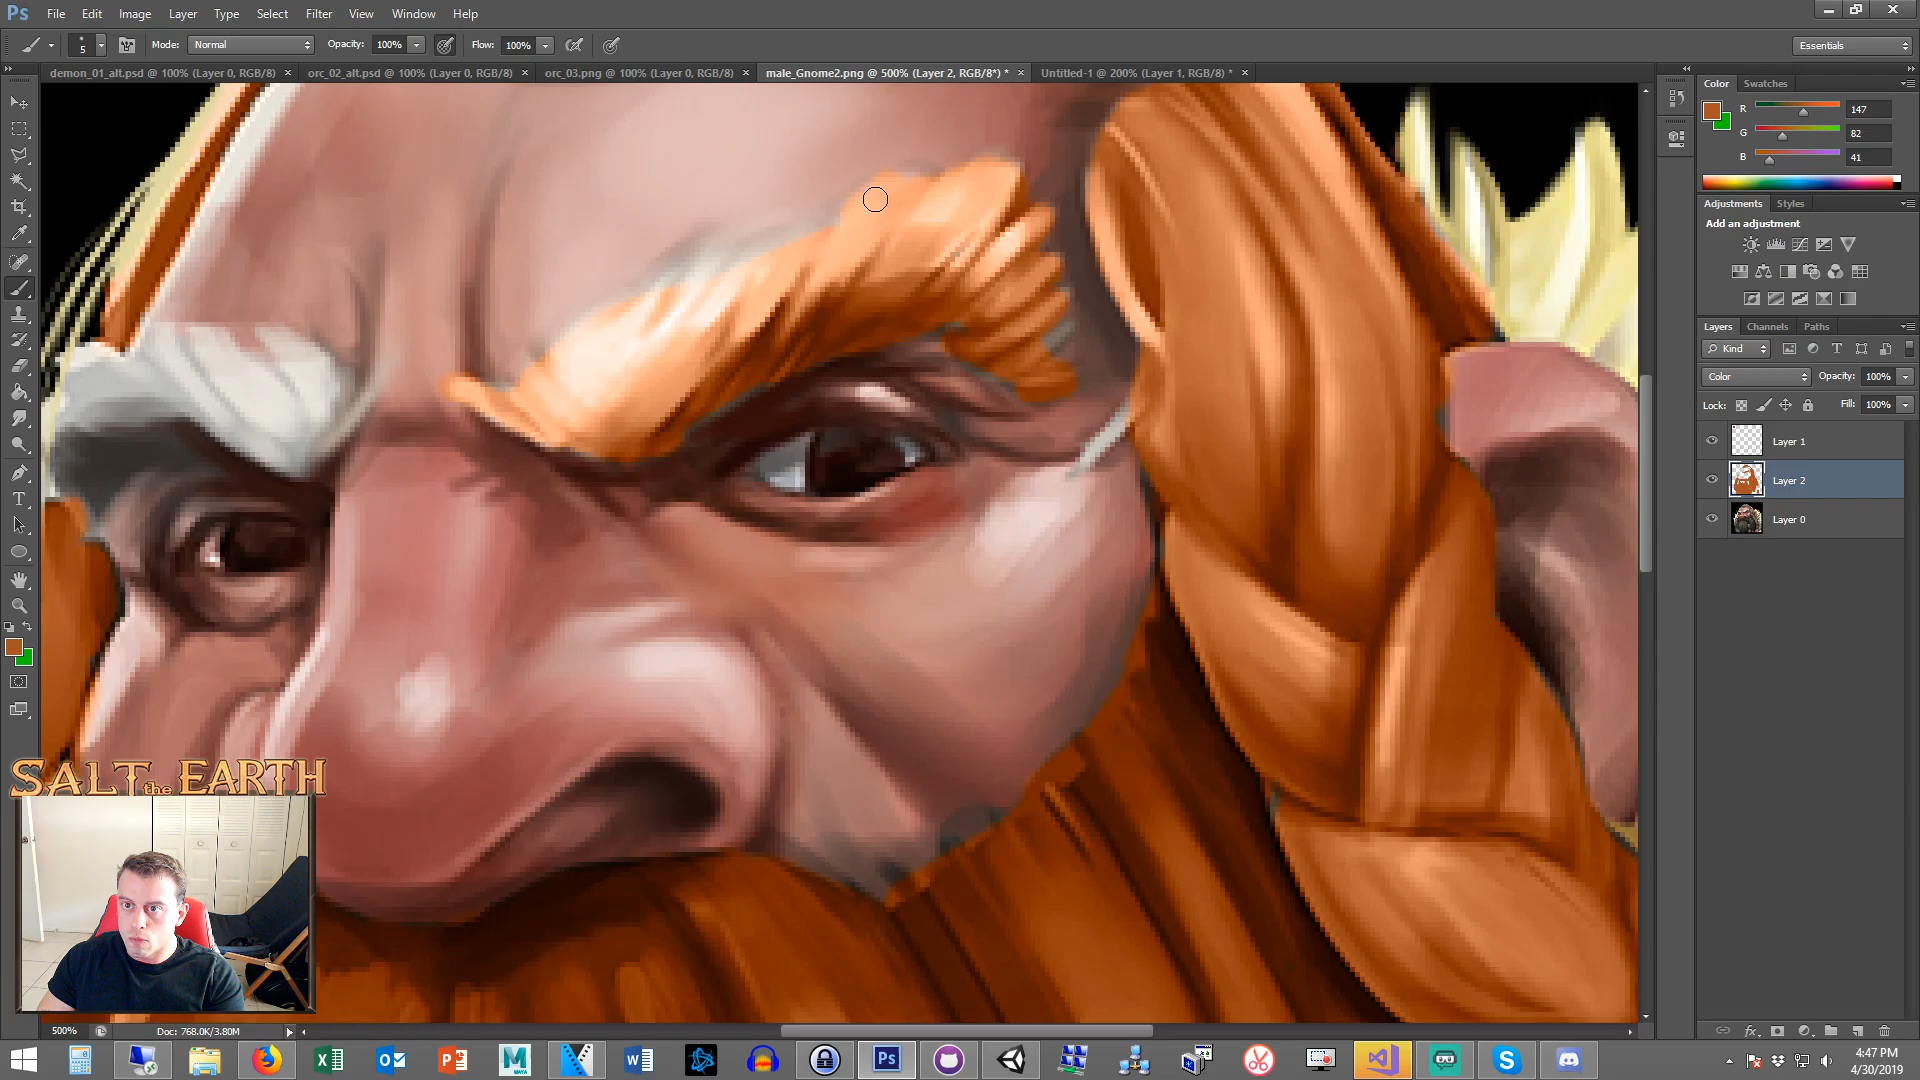 Ps File Edit Image Layer Type Select Filter Extra View Window Help
5 Mode: Normal Opacity: 100% Flow: 100% Essentials
demon_01_alt.psd @ 100% (Layer 0, RGB/8) × orc_02_alt.psd @ 100% (Layer 0, RGB/8) × orc_03.png @ 100% (Layer 0, RGB/8) × male_Gnome2.png @ 500% (Layer 2, RGB/8*) * × Untitled-1 @ 200% (Layer 1, RGB/8) * ×
Color Swatches
R 147
G 82
B 41
Adjustments Styles
Add an adjustment
Layers Channels Paths
Kind
Color Opacity: 100%
Lock: Fill: 100%
Layer 1
Layer 2
Layer 0
SALT the EARTH
500% Doc: 768.0K/3.80M
4:47 PM
4/30/2019